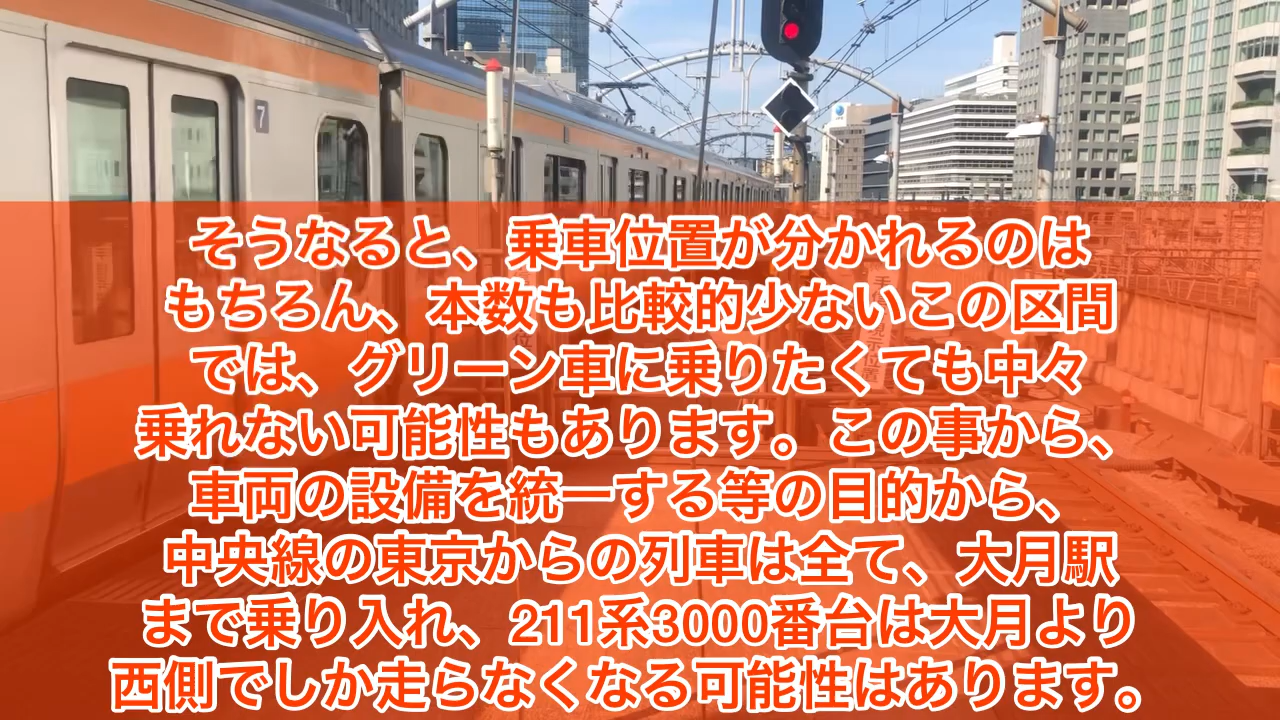 7
そうなると、乗車位置が分かれるのは
もちろん、本数も比較的少ないこの区間
では、グリーン車に乗りたくても中々
乗れない可能性もあります。この事から、
車両の設備を統一する等の目的から、
中央線の東京からの列車は全て、大月駅
まで乗り入れ、211系3000番台は大月より
西側でしか走らなくなる可能性はあります。